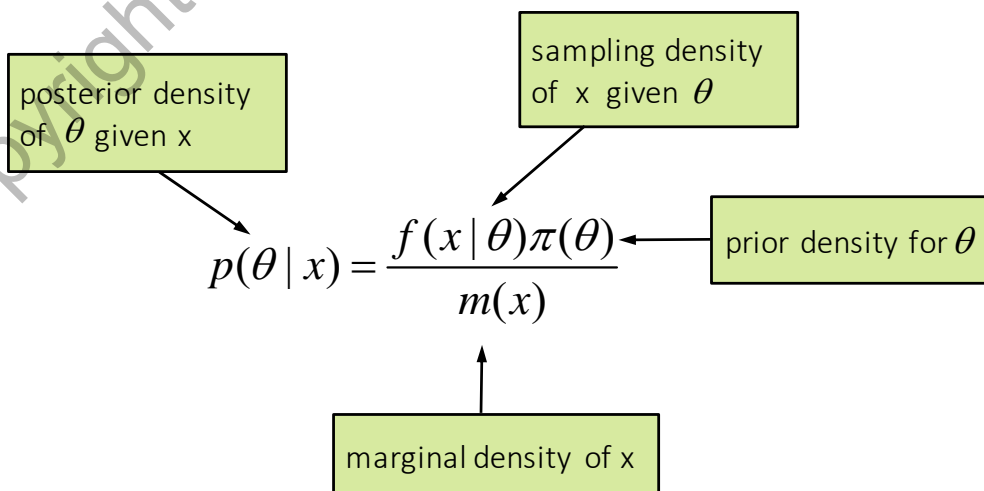 sampling density
of x given θ
posterior density
of θ given x
p(θ | x) = f(x | θ)π(θ) / m(x)
prior density for θ
marginal density of x